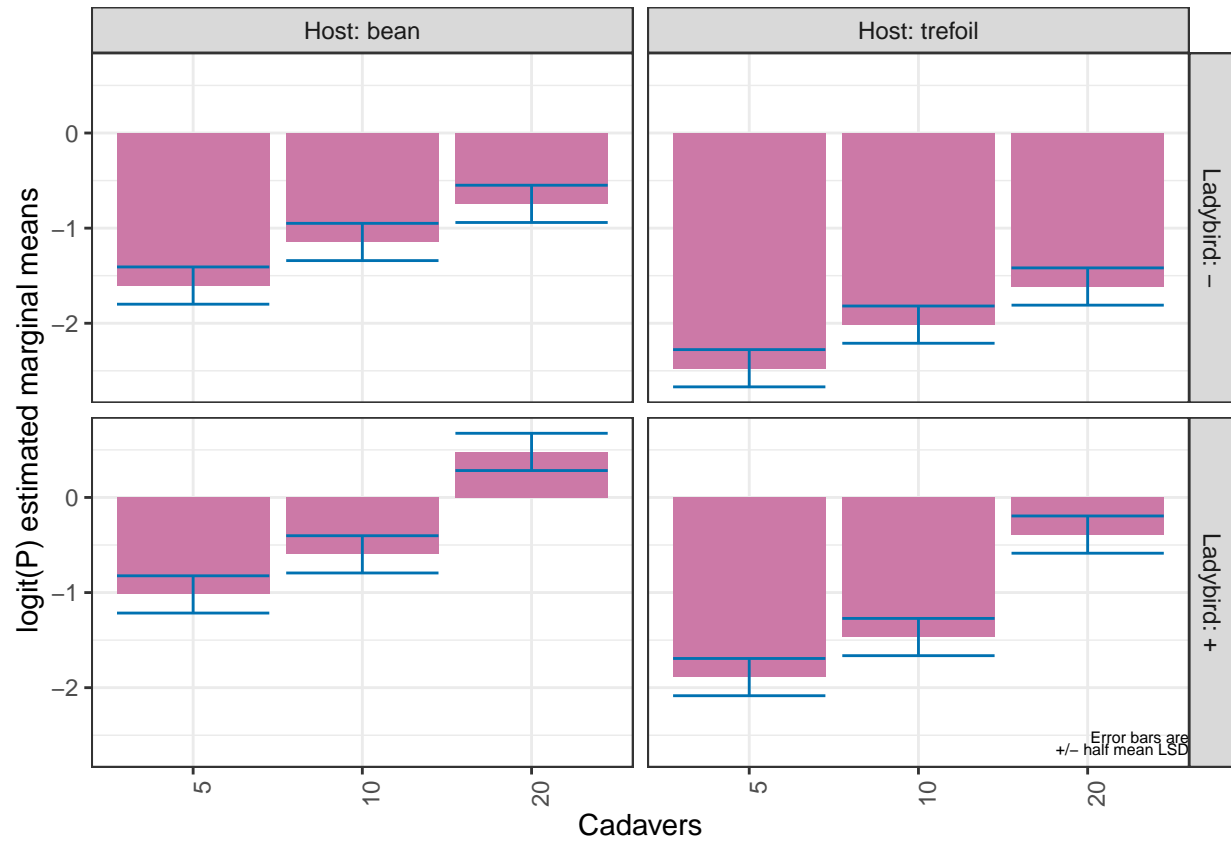 Host: bean
Host: trefoil
0
−1
−2
Ladybird: −
0
−1
−2
Ladybird: +
Error bars are
+/− half mean LSD
5
10
20
5
10
20
Cadavers
logit(P) estimated marginal means